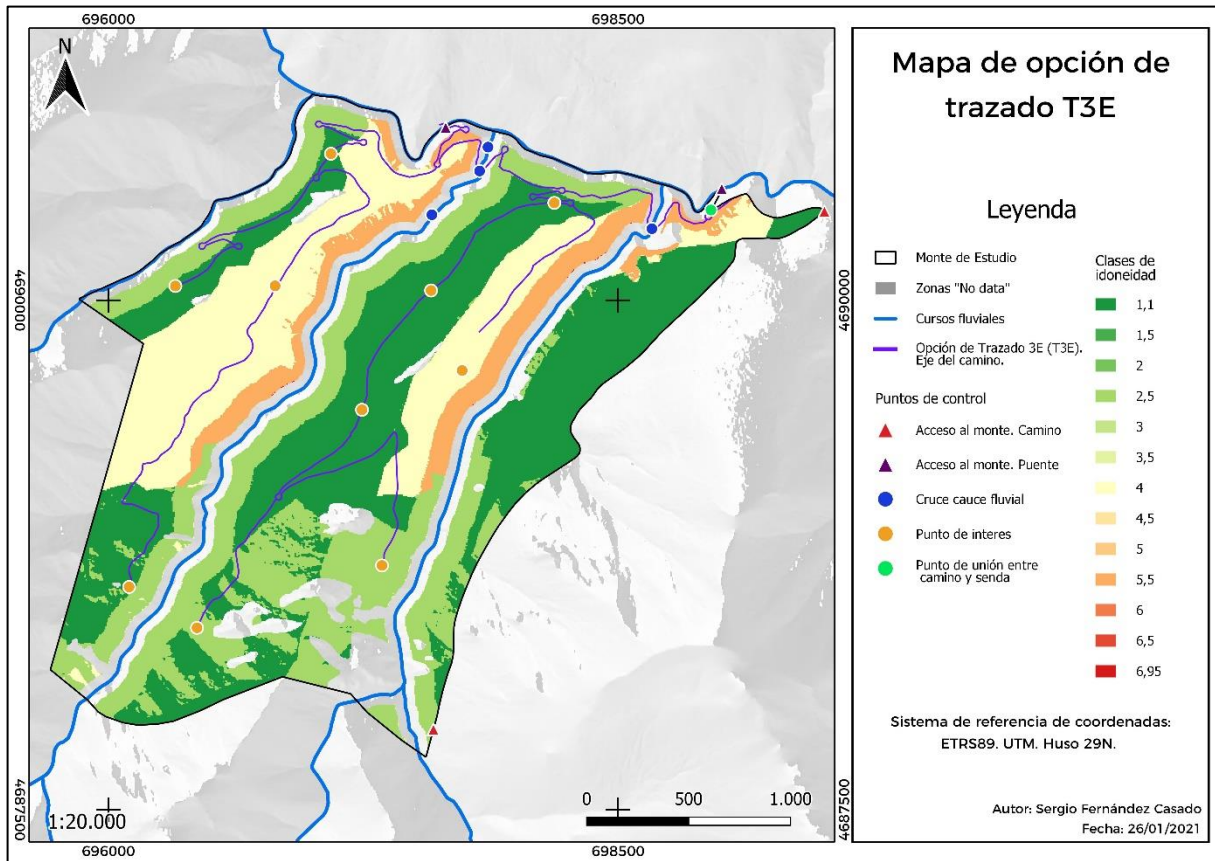 696000
698500
N
4690000
4690000
4687500
4687500
1:20.000
0
500
1.000
696000
698500
Mapa de opción de
trazado T3E
Leyenda
Monte de Estudio
Zonas "No data"
Cursos fluviales
Opción de Trazado 3E (T3E).
Eje del camino.
Puntos de control
Acceso al monte. Camino
Acceso al monte. Puente
Cruce cauce fluvial
Punto de interes
Punto de unión entre
camino y senda
Clases de
idoneidad
1,1
1,5
2
2,5
3
3,5
4
4,5
5
5,5
6
6,5
6,95
Sistema de referencia de coordenadas:
ETRS89. UTM. Huso 29N.
Autor: Sergio Fernández Casado
Fecha: 26/01/2021